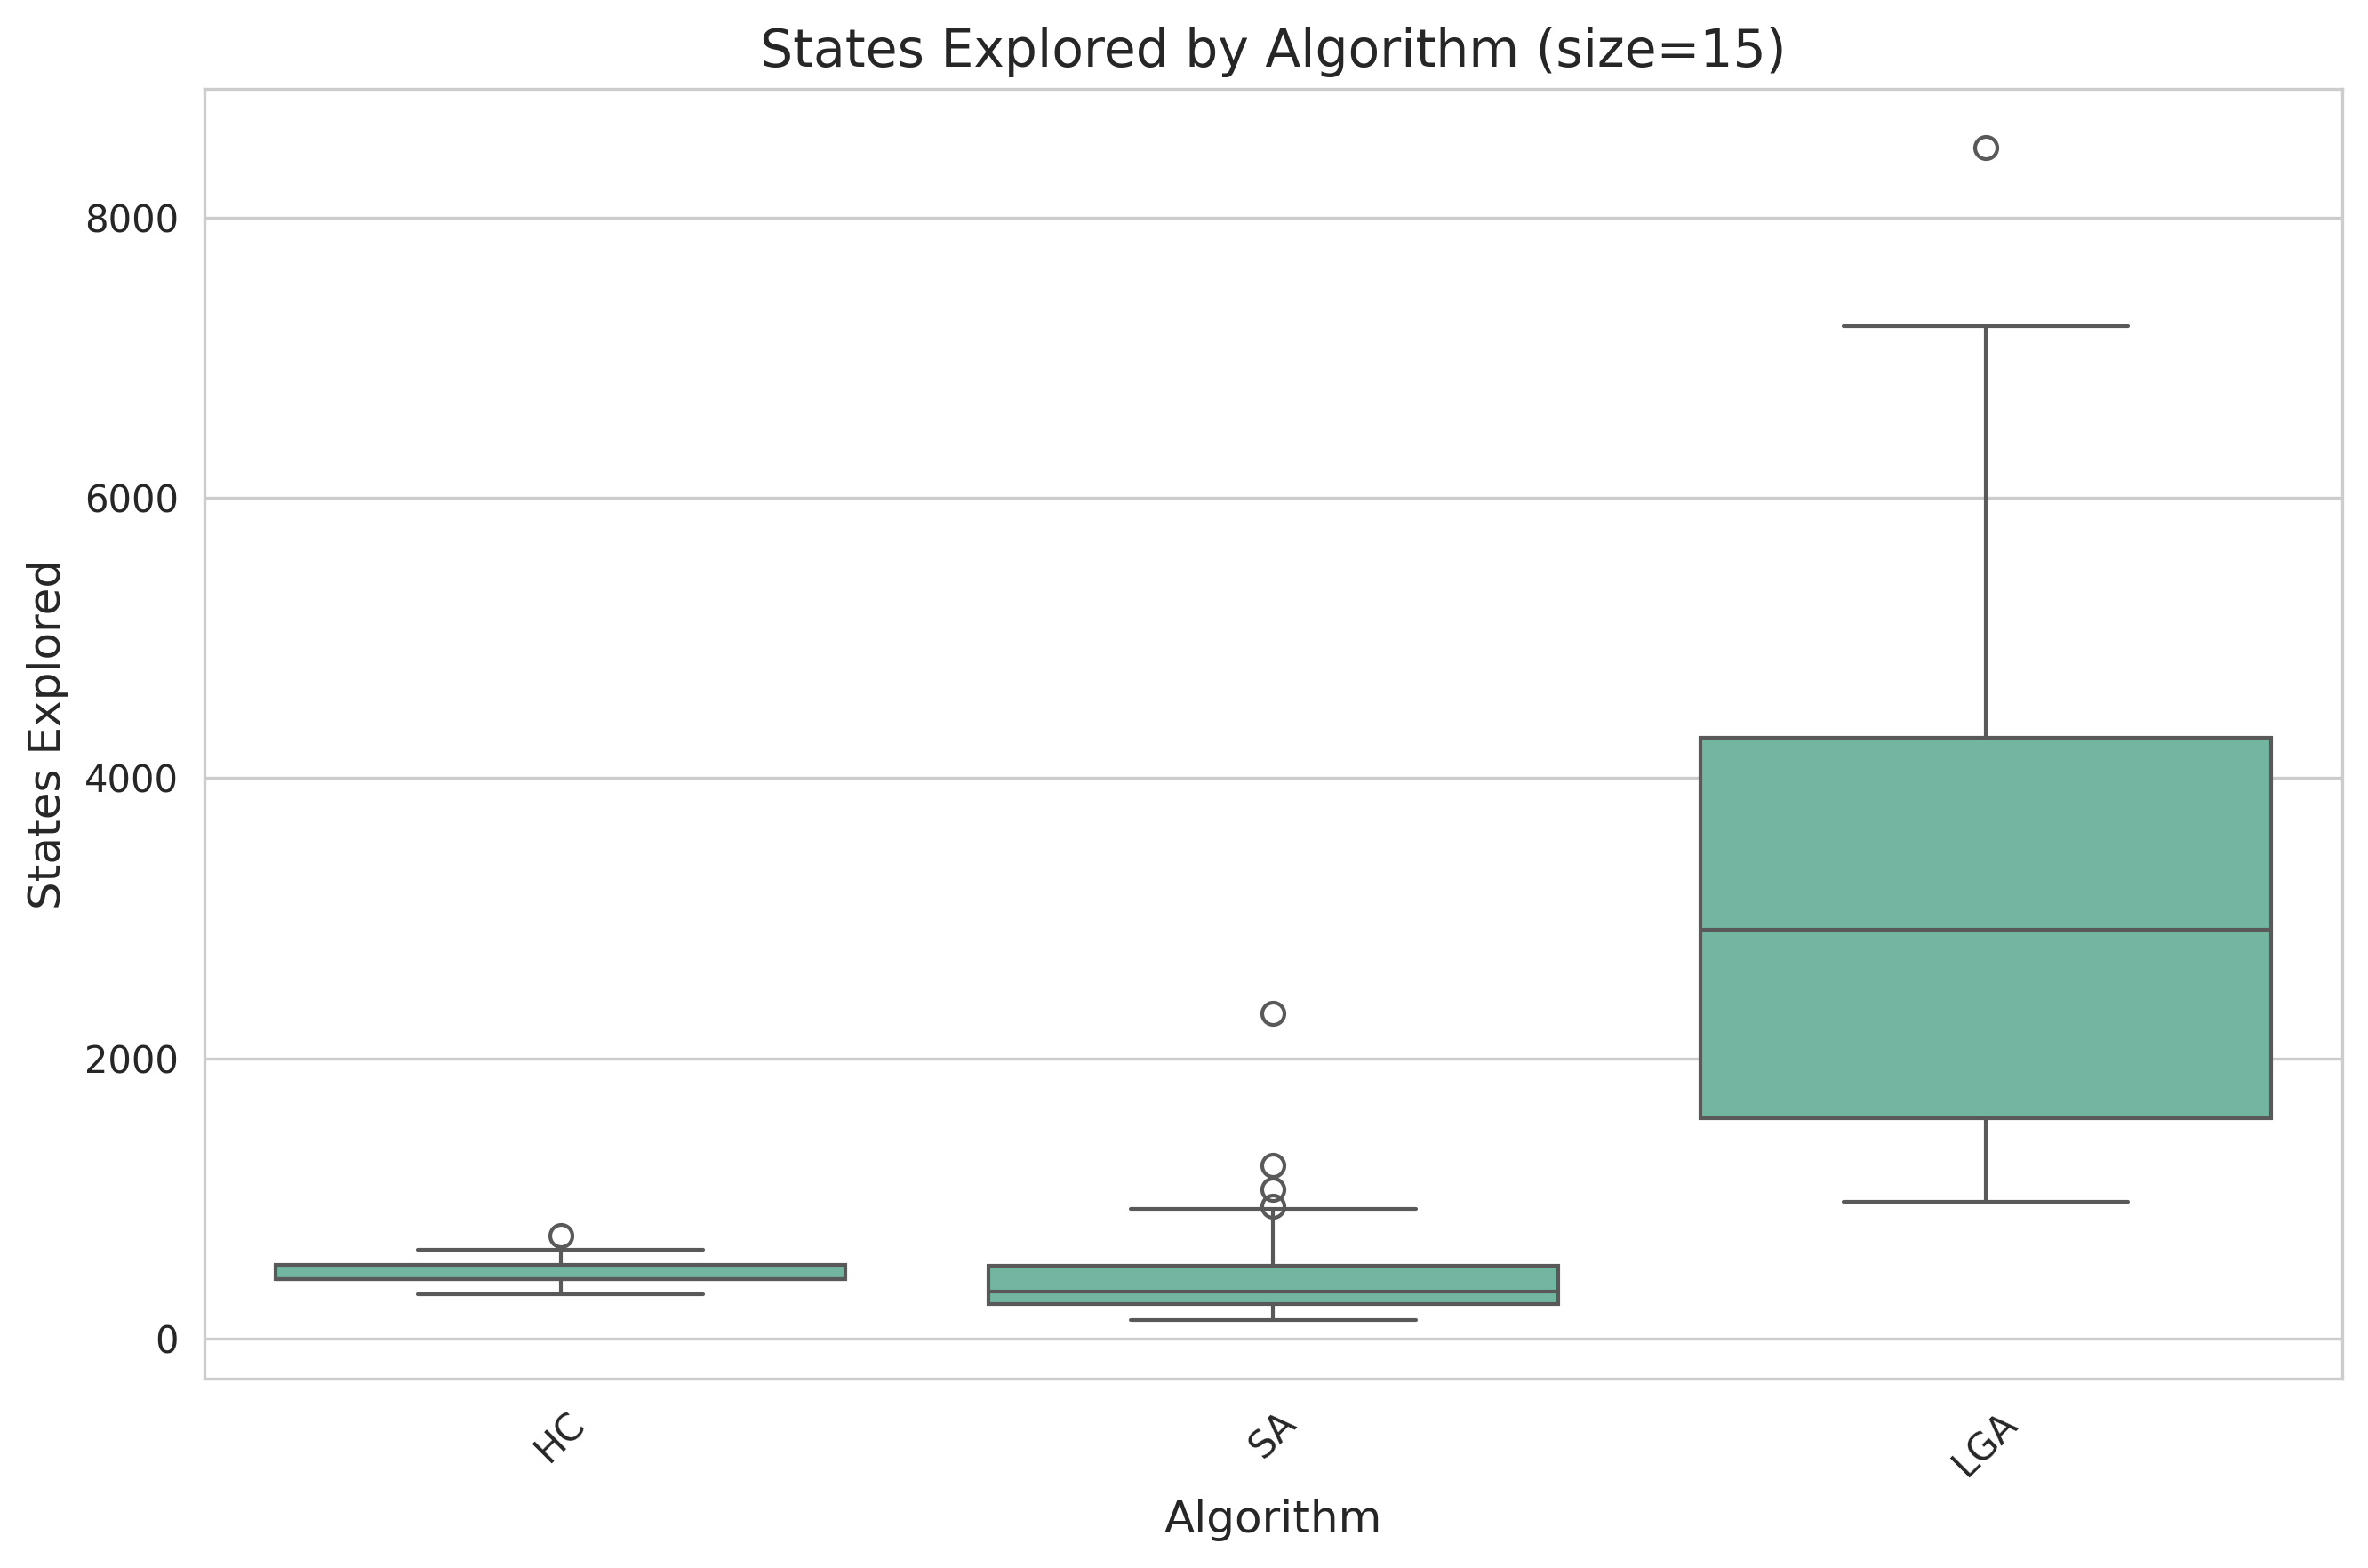 States Explored by Algorithm (size=15)
States Explored
8000
6000
4000
2000
0
HC
SA
LGA
Algorithm